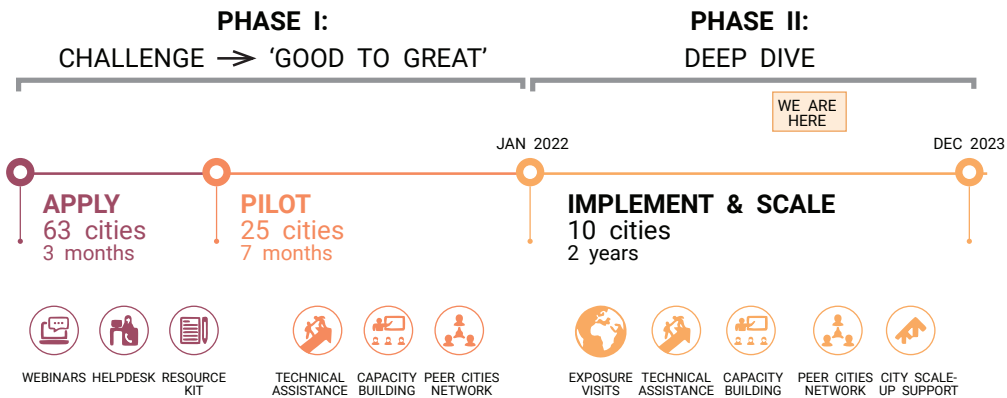 PHASE I:
CHALLENGE → 'GOOD TO GREAT'
PHASE II:
DEEP DIVE
WE ARE
HERE
JAN 2022
DEC 2023
APPLY
63 cities
3 months
PILOT
25 cities
7 months
IMPLEMENT & SCALE
10 cities
2 years
WEBINARS
HELPDESK
RESOURCE
KIT
TECHNICAL
ASSISTANCE
CAPACITY
BUILDING
PEER CITIES
NETWORK
EXPOSURE
VISITS
TECHNICAL
ASSISTANCE
CAPACITY
BUILDING
PEER CITIES
NETWORK
CITY SCALE-
UP SUPPORT